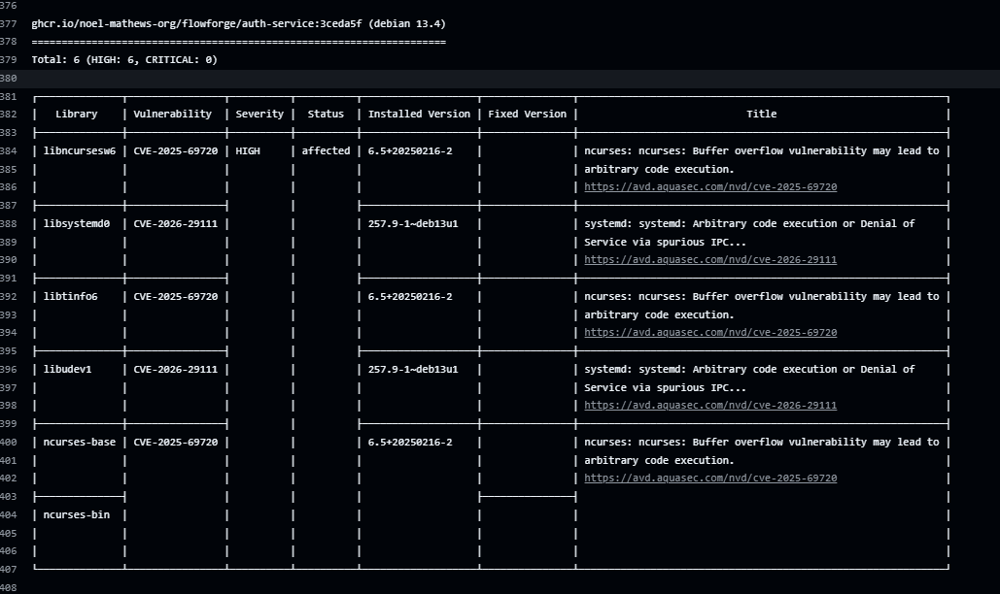 376
377 ghcr.io/noel-mathews-org/flowforge/auth-service:3ceda5f (debian 13.4)
378 =====================================================================
379 Total: 6 (HIGH: 6, CRITICAL: 0)
380
381
382 │ Library │ Vulnerability │ Severity │ Status │ Installed Version │ Fixed Version │ Title │
383
384 │ libncursesw6 │ CVE-2025-69720 │ HIGH │ affected │ 6.5+20250216-2 │ │ ncurses: ncurses: Buffer overflow vulnerability may lead to │
385 │ │ │ │ │ │ │ arbitrary code execution. │
386 │ │ │ │ │ │ │ https://avd.aquasec.com/nvd/cve-2025-69720 │
387
388 │ libsystemd0 │ CVE-2026-29111 │ │ │ 257.9-1~deb13u1 │ │ systemd: systemd: Arbitrary code execution or Denial of │
389 │ │ │ │ │ │ │ Service via spurious IPC... │
390 │ │ │ │ │ │ │ https://avd.aquasec.com/nvd/cve-2026-29111 │
391
392 │ libtinfo6 │ CVE-2025-69720 │ │ │ 6.5+20250216-2 │ │ ncurses: ncurses: Buffer overflow vulnerability may lead to │
393 │ │ │ │ │ │ │ arbitrary code execution. │
394 │ │ │ │ │ │ │ https://avd.aquasec.com/nvd/cve-2025-69720 │
395
396 │ libudev1 │ CVE-2026-29111 │ │ │ 257.9-1~deb13u1 │ │ systemd: systemd: Arbitrary code execution or Denial of │
397 │ │ │ │ │ │ │ Service via spurious IPC... │
398 │ │ │ │ │ │ │ https://avd.aquasec.com/nvd/cve-2026-29111 │
399
400 │ ncurses-base │ CVE-2025-69720 │ │ │ 6.5+20250216-2 │ │ ncurses: ncurses: Buffer overflow vulnerability may lead to │
401 │ │ │ │ │ │ │ arbitrary code execution. │
402 │ │ │ │ │ │ │ https://avd.aquasec.com/nvd/cve-2025-69720 │
403
404 │ ncurses-bin │ │ │ │ │ │ │
405
406
407
408